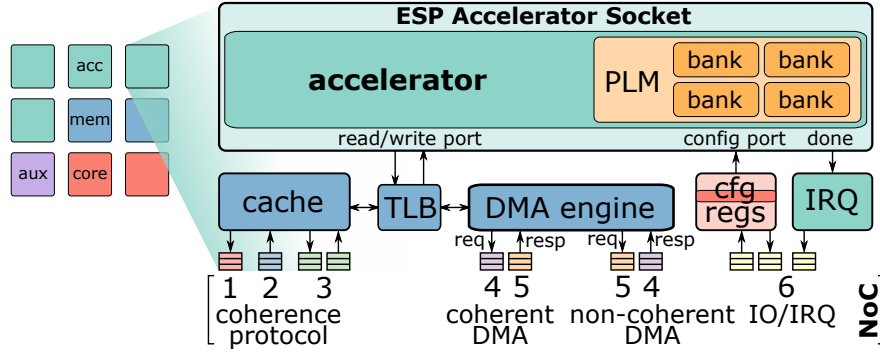 ESP Accelerator Socket
acc
mem
aux core
accelerator
PLM
bank bank
bank bank
read/write port config port done
cache TLB DMA engine cfg regs IRQ
req resp req resp
1 2 3 4 5 5 4 6
coherence protocol
coherent DMA
non-coherent DMA
IO/IRQ
NoC